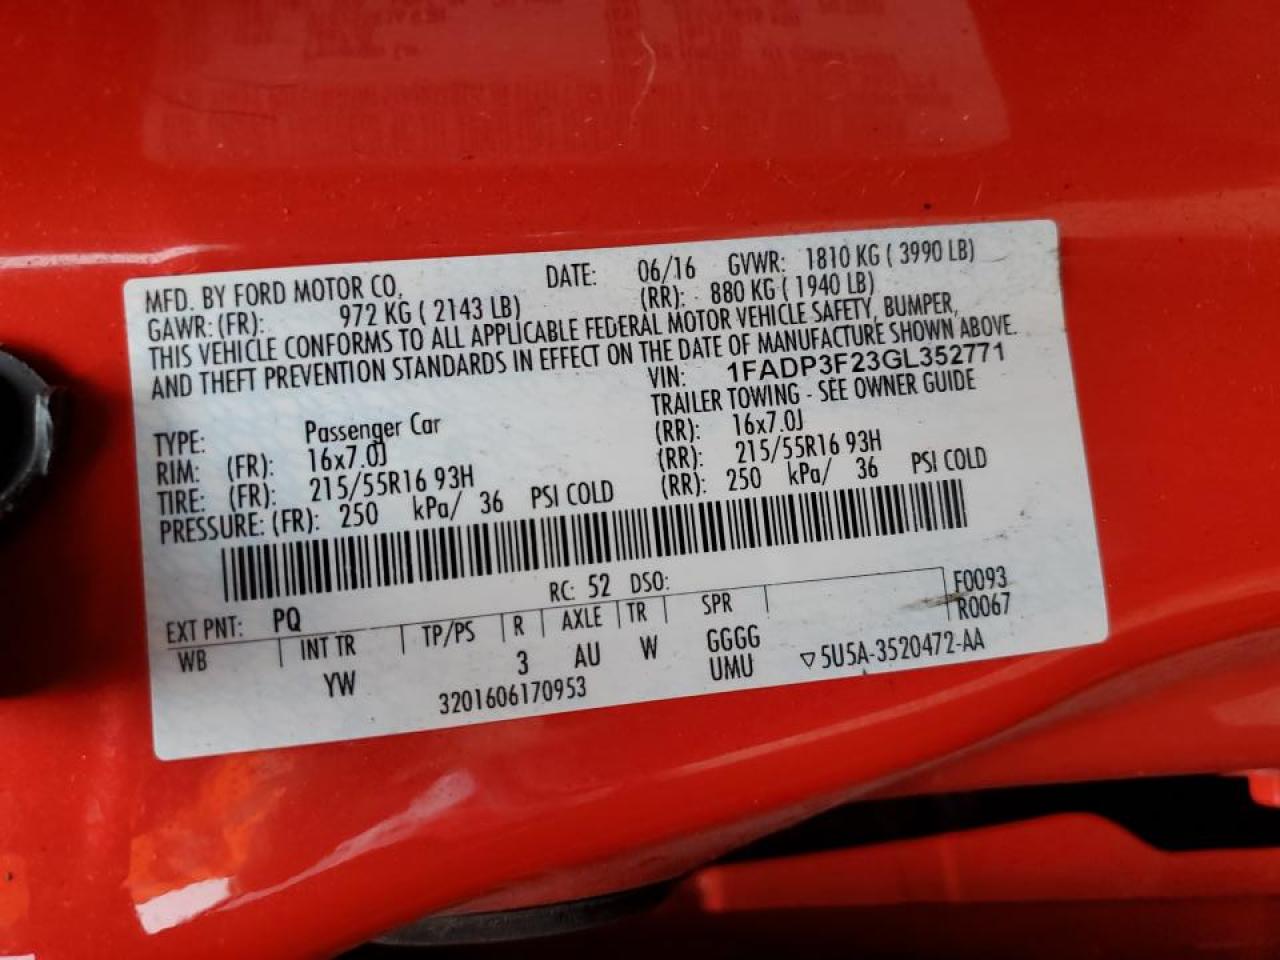 MFD. BY FORD MOTOR CO. DATE: 06/16 GVWR: 1810 KG ( 3990 LB)
GAWR: (FR): 972 KG ( 2143 LB) (RR): 880 KG ( 1940 LB)
THIS VEHICLE CONFORMS TO ALL APPLICABLE FEDERAL MOTOR VEHICLE SAFETY, BUMPER,
AND THEFT PREVENTION STANDARDS IN EFFECT ON THE DATE OF MANUFACTURE SHOWN ABOVE.
VIN: 1FADP3F23GL352771
TYPE: Passenger Car TRAILER TOWING - SEE OWNER GUIDE
RIM: (FR): 16x7.0J (RR): 16x7.0J
TIRE: (FR): 215/55R16 93H (RR): 215/55R16 93H
PRESSURE: (FR): 250 kPa/ 36 PSI COLD (RR): 250 kPa/ 36 PSI COLD
EXT PNT: PQ RC: 52 DSO: F0093
WB INT TR TP/PS R AXLE TR SPR R0067
YW 3 AU W GGGG
3201606170953 UMU ▽5U5A-3520472-AA